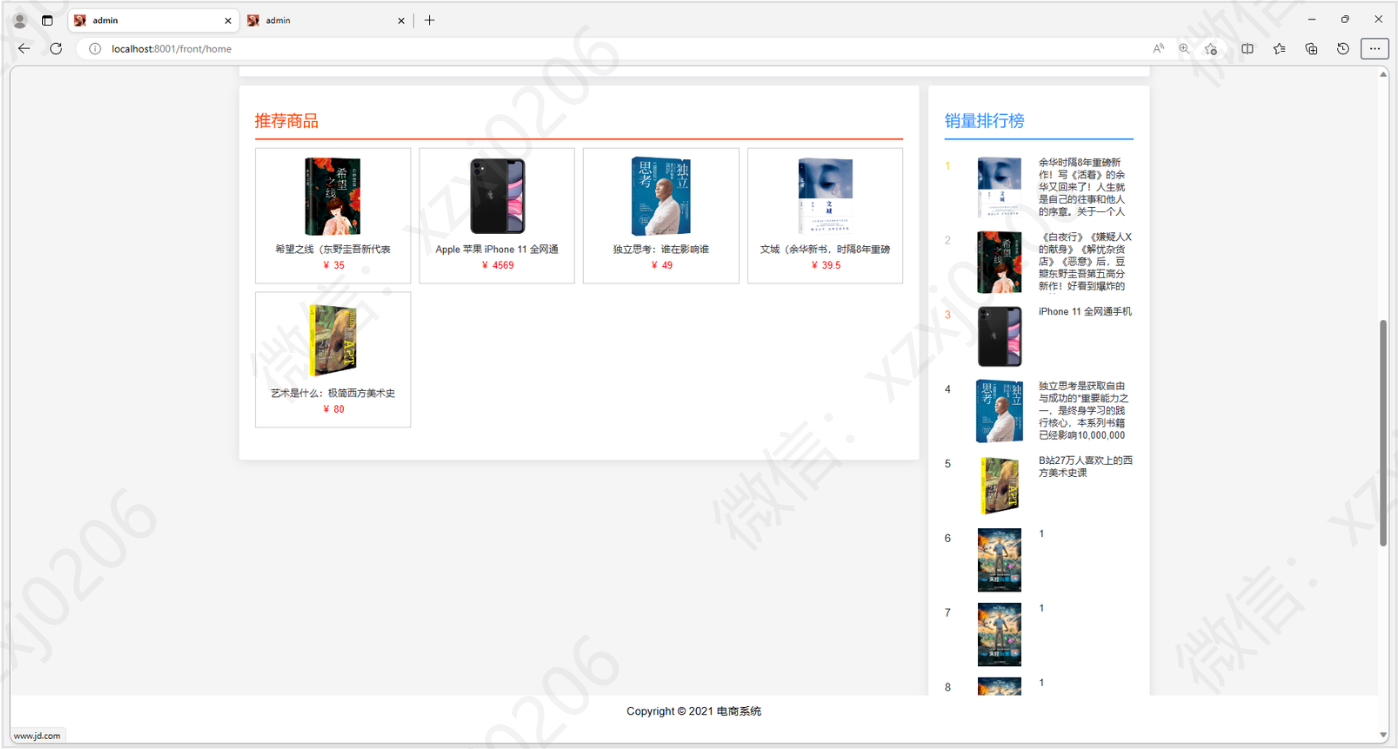 admin
admin
localhost:8001/front/home
推荐商品
希望之线（东野圭吾新代表
￥ 35
Apple 苹果 iPhone 11 全网通
￥ 4569
独立思考：谁在影响谁
￥ 49
文城（余华新书，时隔8年重磅
￥ 39.5
艺术是什么：极简西方美术史
￥ 80
销量排行榜
1
余华时隔8年重磅新
作！写《活着》的余
华又回来了！人生就
是自己的往事和他人
的序章。关于一个人
2
《白夜行》《嫌疑人X
的献身》《解忧杂货
店》《恶意》后，豆
瓣东野圭吾第五高分
新作！好看到爆炸的
3
iPhone 11 全网通手机
4
独立思考是获取自由
与成功的"重要能力之
一，是终身学习的践
行核心，本系列书籍
已经影响10,000,000
5
B站27万人喜欢上的西
方美术史课
6
1
7
1
8
1
Copyright © 2021 电商系统
www.jd.com
希望之线
独立思考
文城
ART
微信：xzxj0206